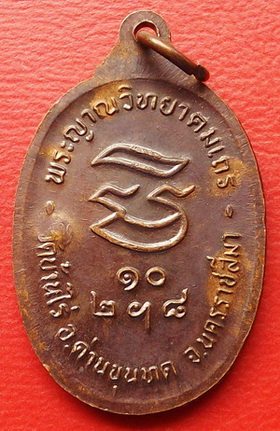 พระญาณวิทยาคมเถร
๑๐
๒๙๘
วัดบ้านไร่ อ.ด่านขุนทด จ.นครราชสีมา